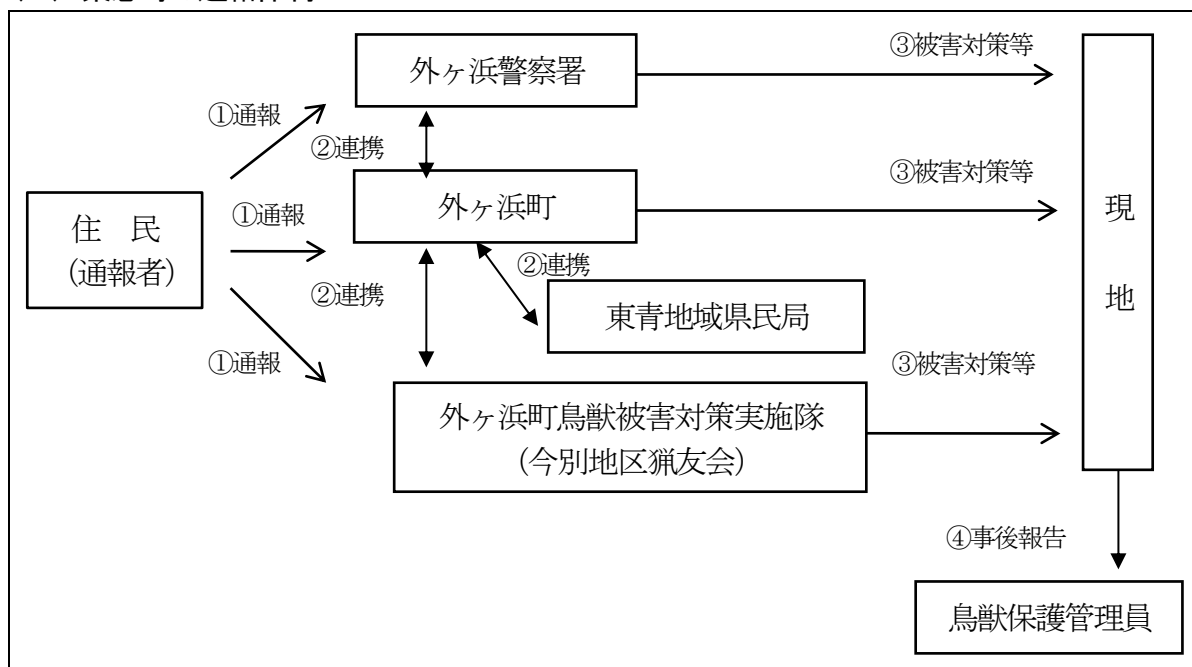 ③被害対策等
外ヶ浜警察署
①通報
②連携
③被害対策等
外ヶ浜町
現
地
住　民
(通報者)
①通報
②連携
②連携
東青地域県民局
①通報
③被害対策等
外ヶ浜町鳥獣被害対策実施隊
(今別地区猟友会)
④事後報告
鳥獣保護管理員